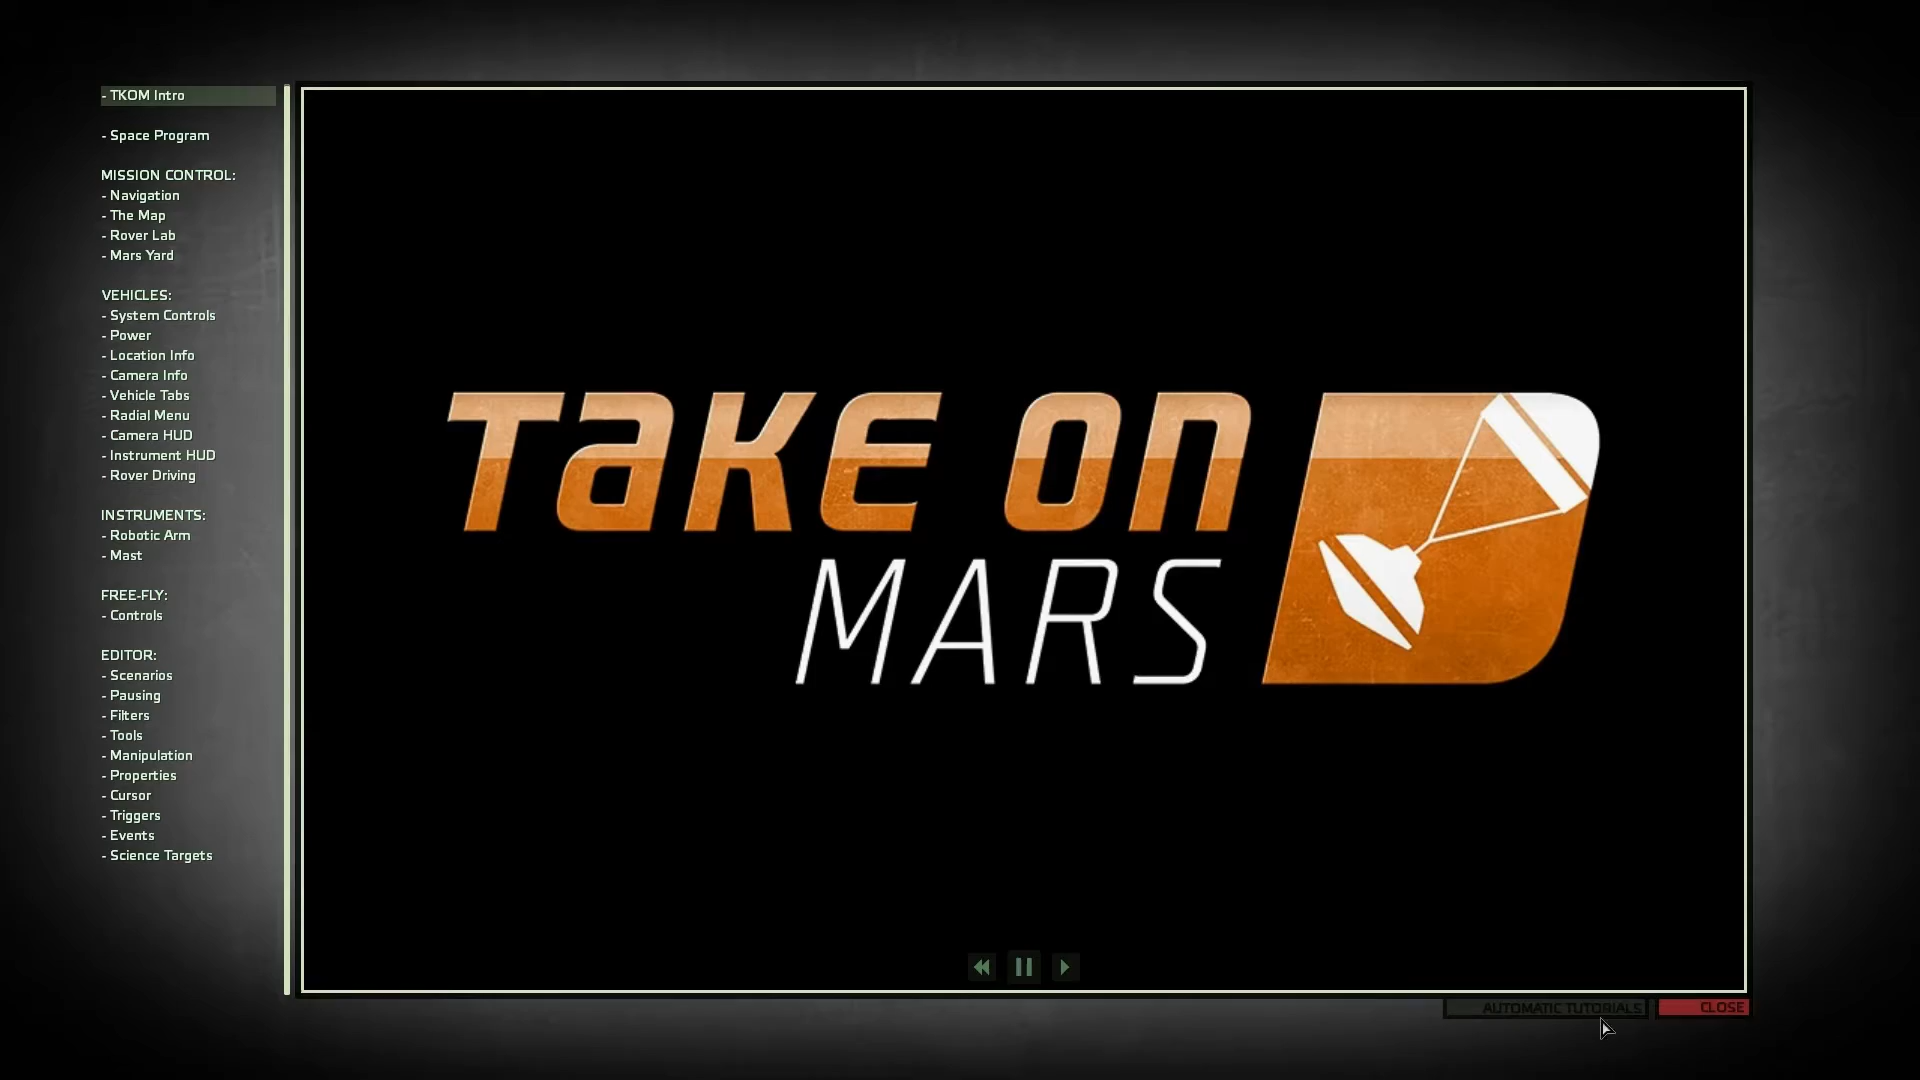 - TKOM Intro
- Space Program
MISSION CONTROL:
- Navigation
- The Map
- Rover Lab
- Mars Yard
VEHICLES:
- System Controls
- Power
- Location Info
- Camera Info
- Vehicle Tabs
- Radial Menu
- Camera HUD
- Instrument HUD
- Rover Driving
INSTRUMENTS:
- Robotic Arm
- Mast
FREE-FLY:
- Controls
EDITOR:
- Scenarios
- Pausing
- Filters
- Tools
- Manipulation
- Properties
- Cursor
- Triggers
- Events
- Science Targets
TaKE On
MARS
AUTOMATIC TUTORIALS
CLOSE